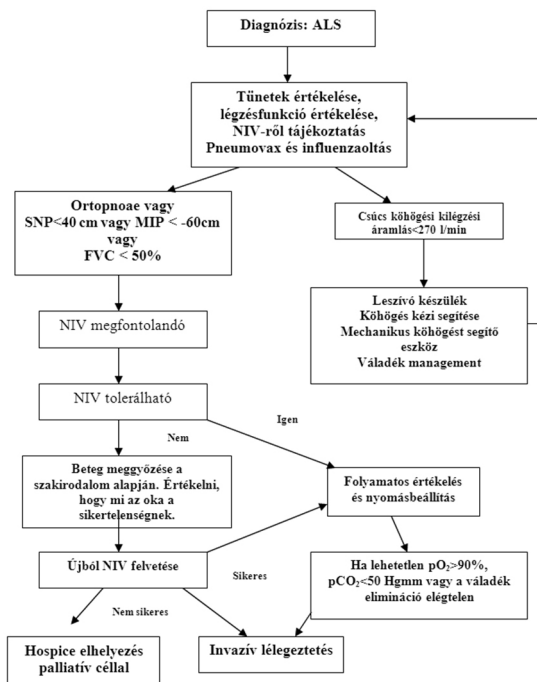 Diagnózis: ALS
Tünetek értékelése,
légzésfunkció értékelése,
NIV-ről tájékoztatás
Pneumovax és influenzaoltás
Ortopnoae vagy
SNP<40 cm vagy MIP < -60cm
vagy
FVC < 50%
Csúcs köhögési kilégzési
áramlás<270 l/min
NIV megfontolandó
Leszívó készülék
Köhögés kézi segítése
Mechanikus köhögést segítő
eszköz
Váladék management
NIV tolerálható
Igen
Nem
Beteg meggyőzése a
szakirodalom alapján. Értékelni,
hogy mi az oka a
sikertelenségnek.
Folyamatos értékelés
és nyomásbeállítás
Újból NIV felvetése
Sikeres
Ha lehetetlen pO₂>90%,
pCO₂<50 Hgmm vagy a váladék
elimináció elégtelen
Nem sikeres
Hospice elhelyezés
palliatív céllal
Invazív lélegeztetés